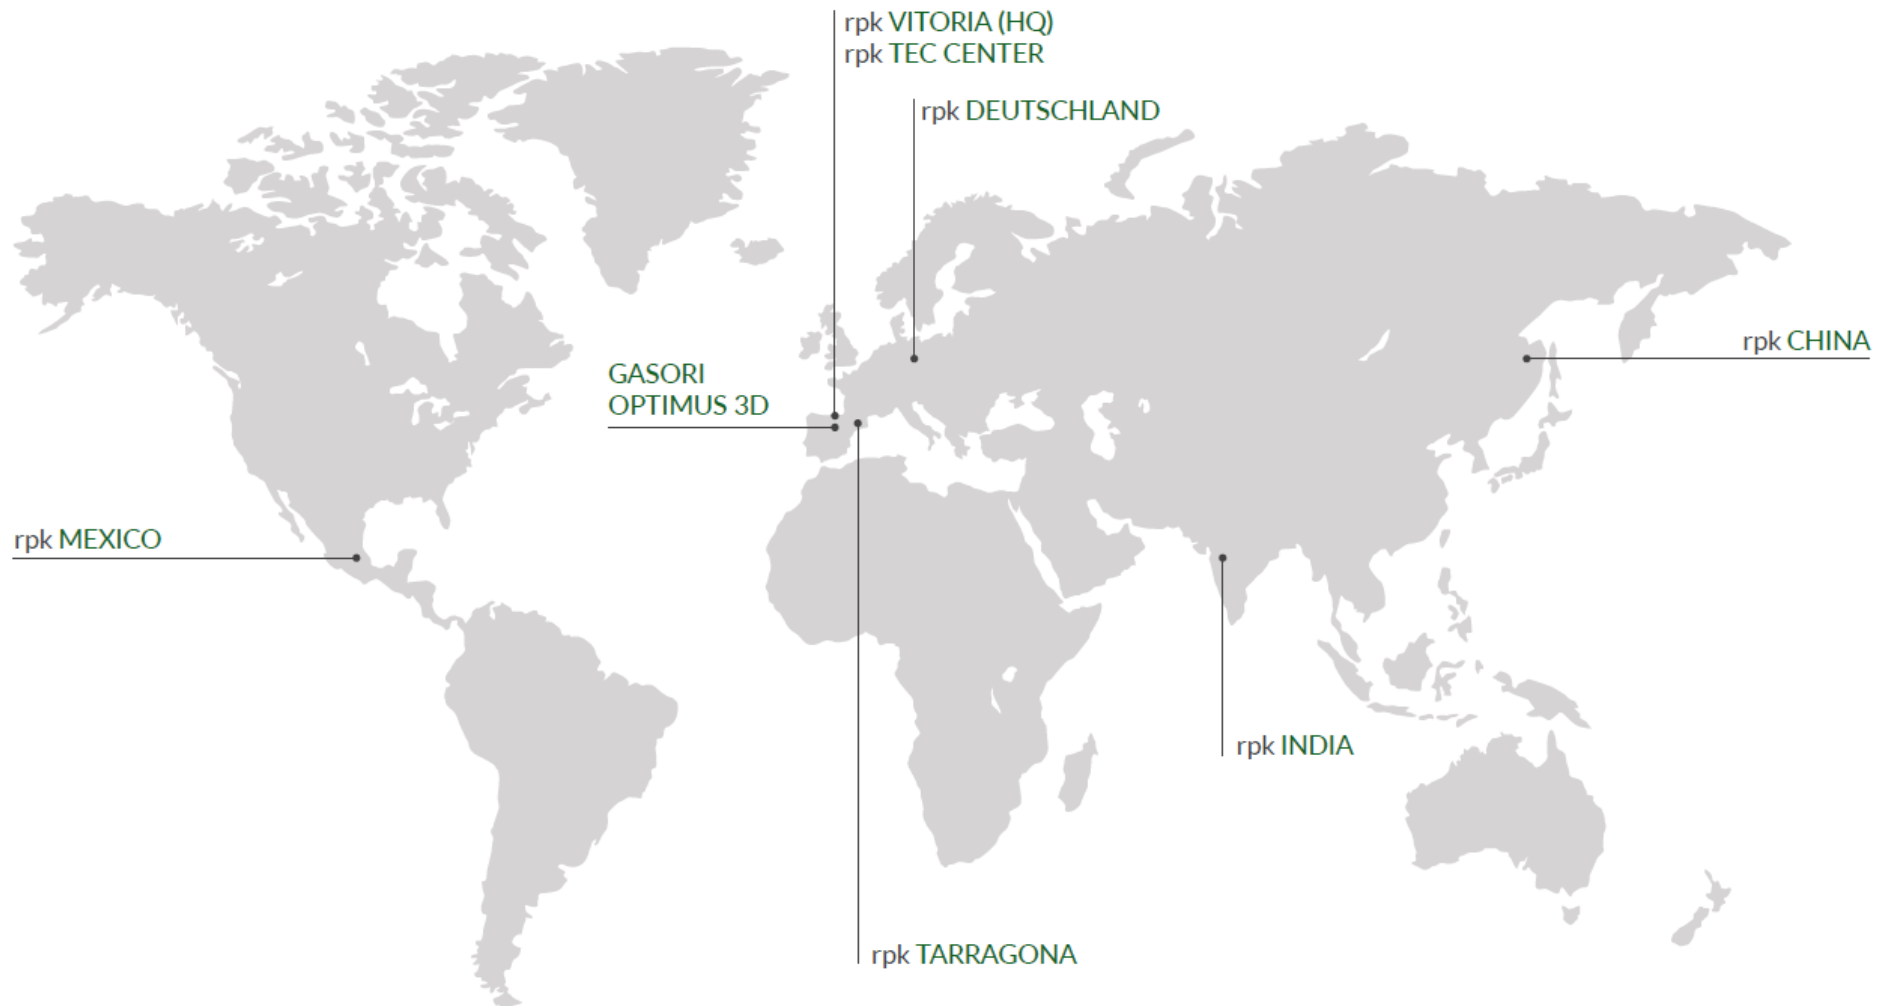 rpk VITORIA (HQ)
rpk TEC CENTER
rpk DEUTSCHLAND
rpk CHINA
GASORI
OPTIMUS 3D
rpk MEXICO
rpk INDIA
rpk TARRAGONA